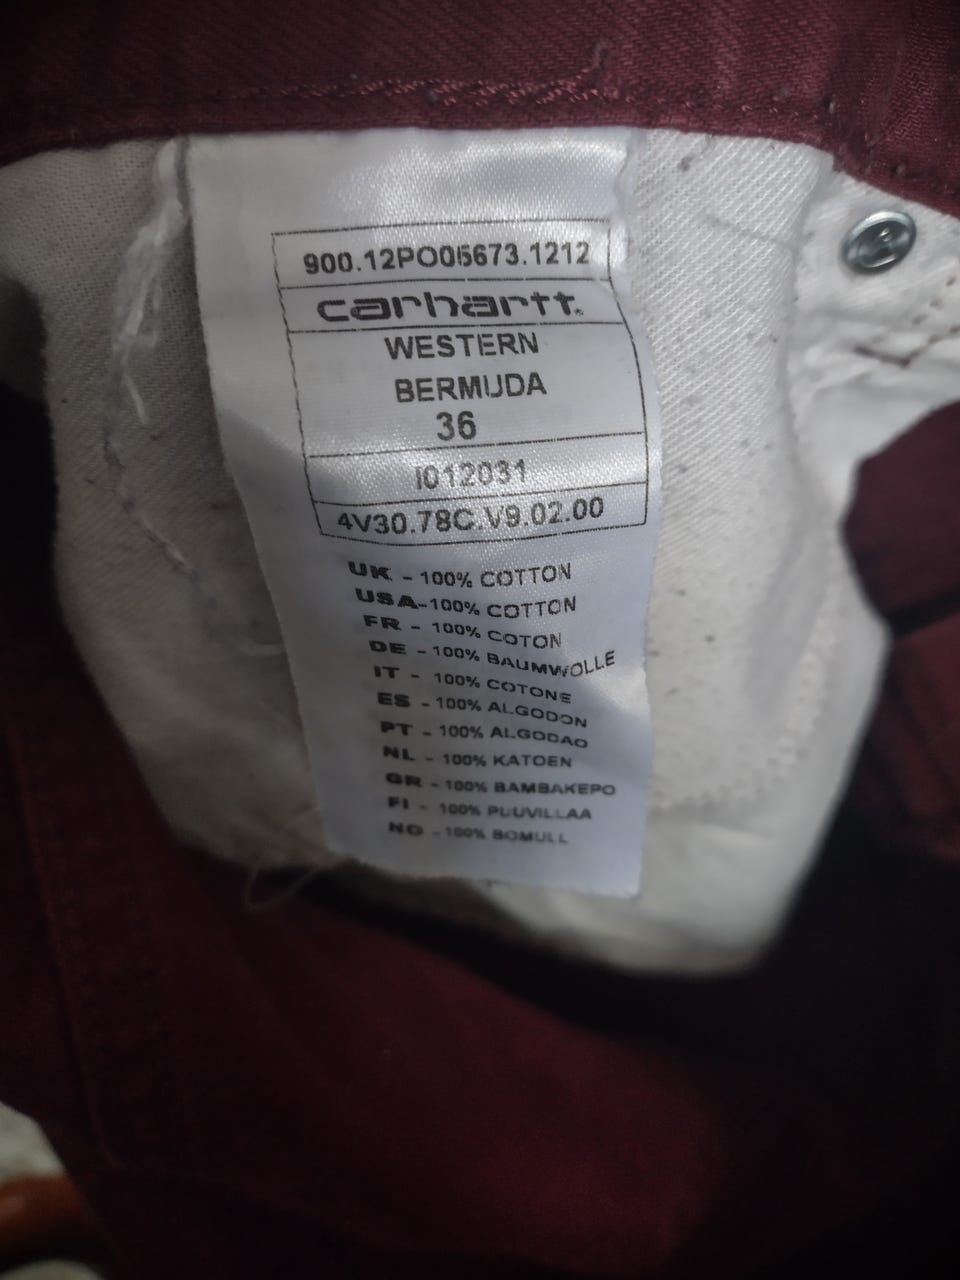 900.12PO05673.1212
carhartt.
WESTERN
BERMUDA
36
I012031
4V30.78C.V9.02.00
UK - 100% COTTON
USA-100% COTTON
FR - 100% COTON
DE - 100% BAUMWOLLE
IT - 100% COTONE
ES - 100% ALGODON
PT - 100% ALGODAO
NL - 100% KATOEN
GR - 100% BAMBAKEPO
FI - 100% PUUVILLAA
NO - 100% BOMULL